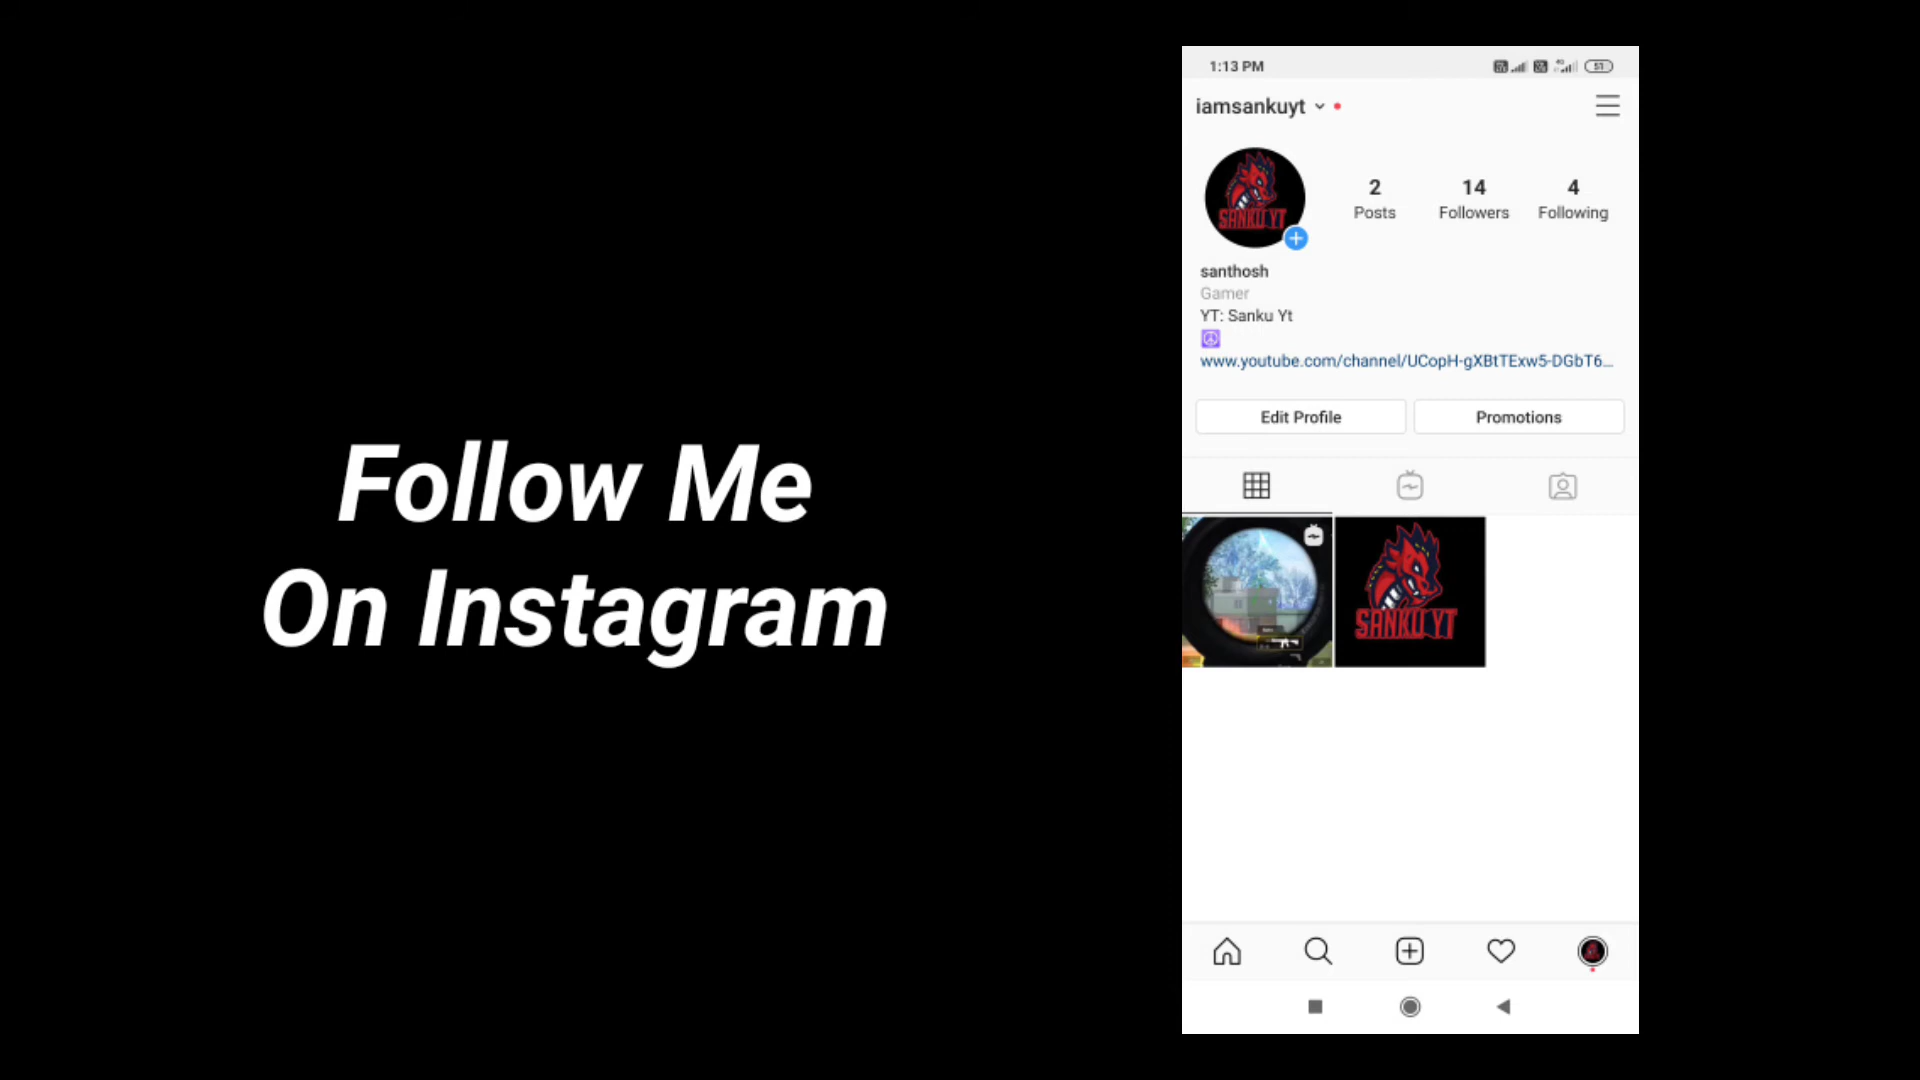 Follow Me
On Instagram
1:13 PM
51
iamsankuyt
SANKU YT
2
Posts
14
Followers
4
Following
santhosh
Gamer
YT: Sanku Yt
www.youtube.com/channel/UCopH-gXBtTExw5-DGbT6...
Edit Profile
Promotions
SANKU YT